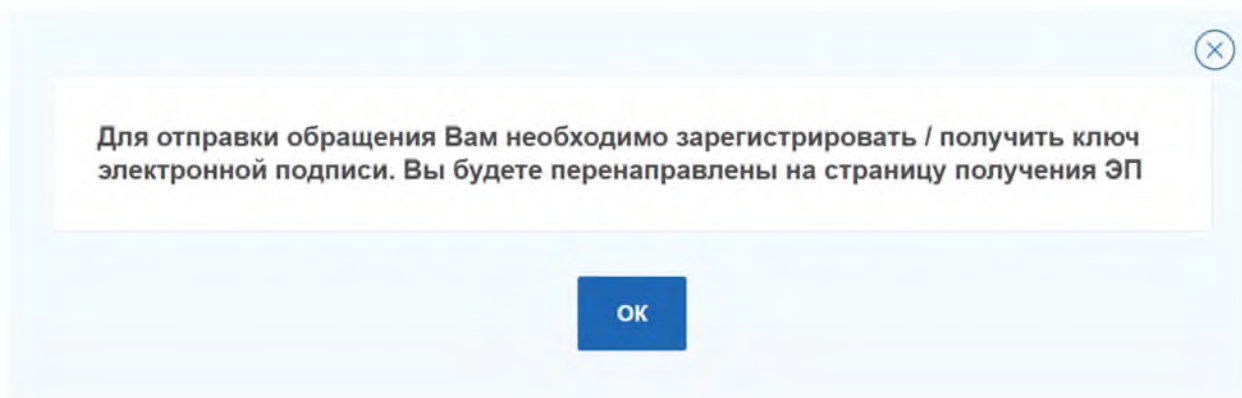 Для отправки обращения Вам необходимо зарегистрировать / получить ключ
электронной подписи. Вы будете перенаправлены на страницу получения ЭП
ОК